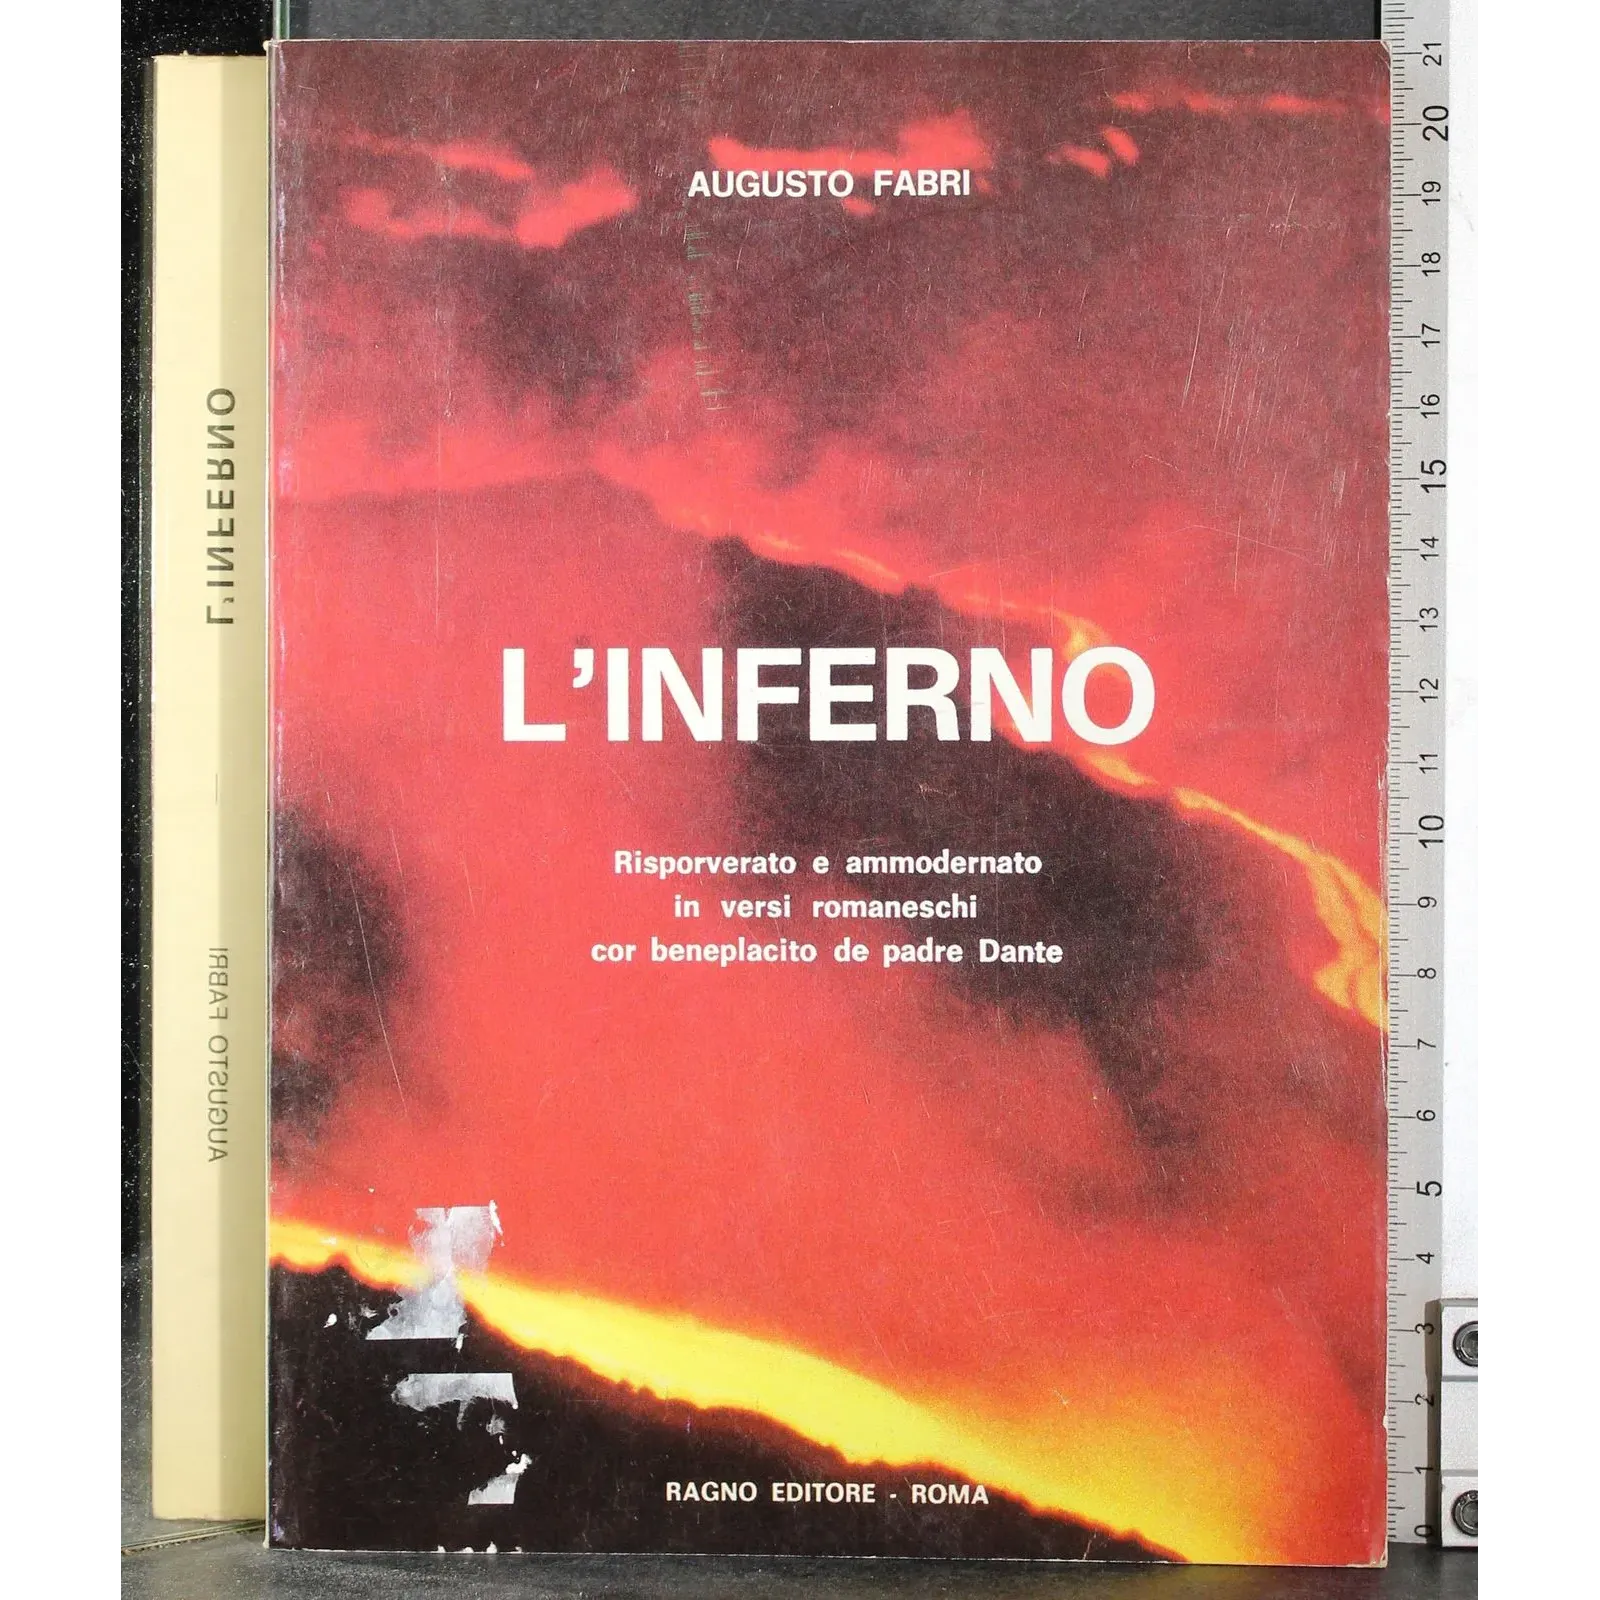 AUGUSTO FABRI
L'INFERNO
Risporverato e ammodernato
in versi romaneschi
cor beneplacito de padre Dante
RAGNO EDITORE - ROMA
L'INFERNO
AUGUSTO FABRI
21
20
19
18
17
16
15
14
13
12
11
10
9
8
7
6
5
4
3
2
1
0